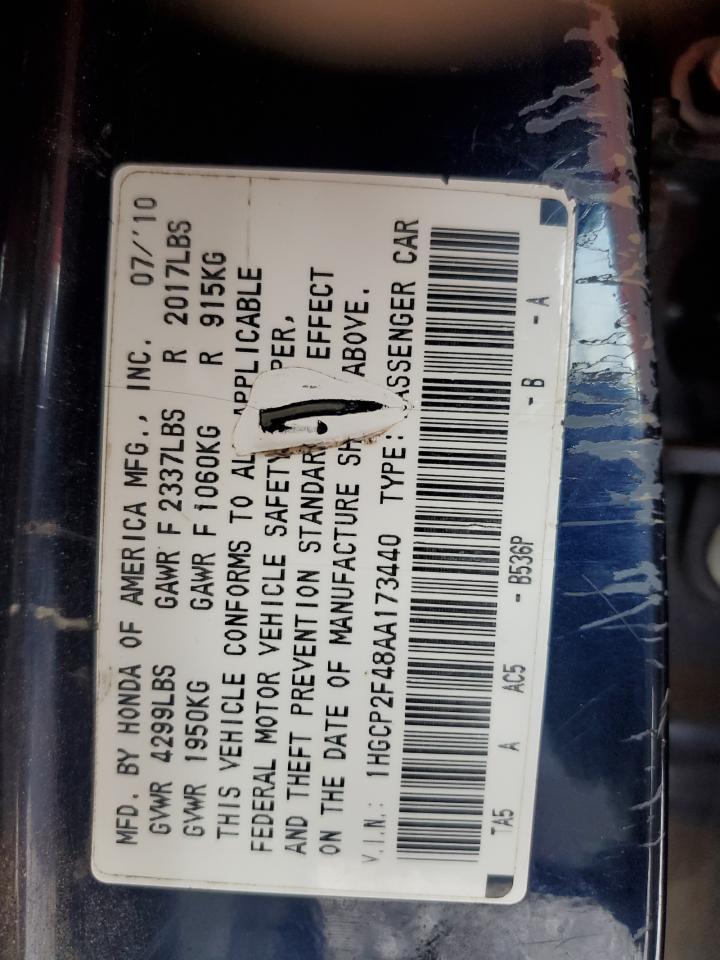 MFD. BY HONDA OF AMERICA MFG., INC. 07/'10
GVWR 4299LBS GAWR F 2337LBS R 2017LBS
GVWR 1950KG GAWR F 1060KG R 915KG
THIS VEHICLE CONFORMS TO AL APPLICABLE
FEDERAL MOTOR VEHICLE SAFETY PER,
AND THEFT PREVENTION STANDAR EFFECT
ON THE DATE OF MANUFACTURE SH ABOVE.
V.I.N.: 1HGCP2F48AA173440 TYPE: ASSENGER CAR
TA5 A AC5 - B536P - B - A